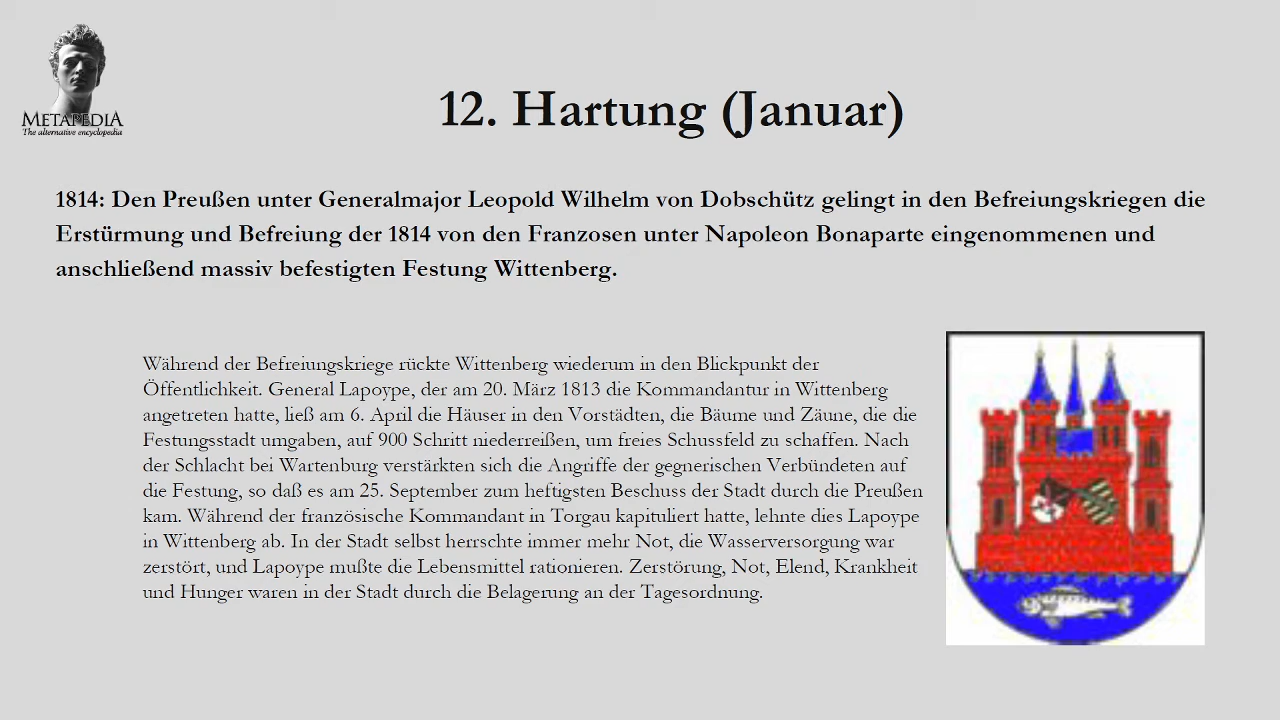 METAPEDIA
The alternative encyclopedia
12. Hartung (Januar)
1814: Den Preußen unter Generalmajor Leopold Wilhelm von Dobschütz gelingt in den Befreiungskriegen die
Erstürmung und Befreiung der 1814 von den Franzosen unter Napoleon Bonaparte eingenommenen und
anschließend massiv befestigten Festung Wittenberg.
Während der Befreiungskriege rückte Wittenberg wiederum in den Blickpunkt der
Öffentlichkeit. General Lapoype, der am 20. März 1813 die Kommandantur in Wittenberg
angetreten hatte, ließ am 6. April die Häuser in den Vorstädten, die Bäume und Zäune, die die
Festungsstadt umgaben, auf 900 Schritt niederreißen, um freies Schussfeld zu schaffen. Nach
der Schlacht bei Wartenburg verstärkten sich die Angriffe der gegnerischen Verbündeten auf
die Festung, so daß es am 25. September zum heftigsten Beschuss der Stadt durch die Preußen
kam. Während der französische Kommandant in Torgau kapituliert hatte, lehnte dies Lapoype
in Wittenberg ab. In der Stadt selbst herrschte immer mehr Not, die Wasserversorgung war
zerstört, und Lapoype mußte die Lebensmittel rationieren. Zerstörung, Not, Elend, Krankheit
und Hunger waren in der Stadt durch die Belagerung an der Tagesordnung.